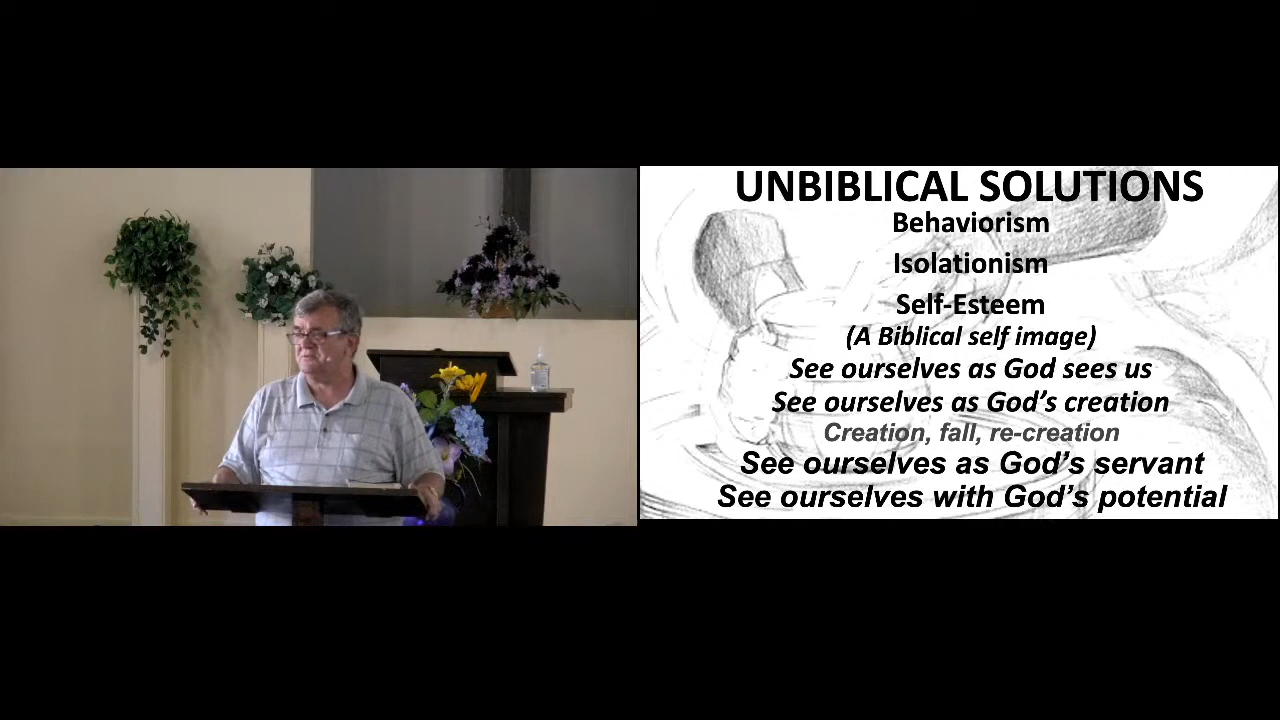 UNBIBLICAL SOLUTIONS
Behaviorism
Isolationism
Self-Esteem
(A Biblical self image)
See ourselves as God sees us
See ourselves as God's creation
Creation, fall, re-creation
See ourselves as God's servant
See ourselves with God's potential